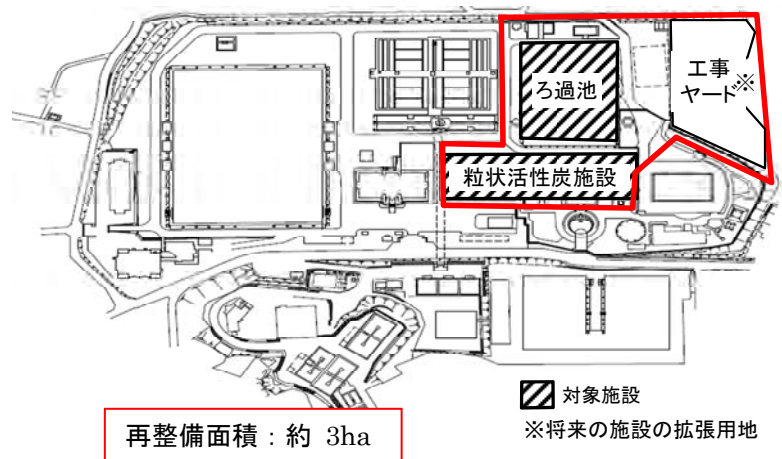 ろ過池
工事
ヤード※
粒状活性炭施設
対象施設
※将来の施設の拡張用地
再整備面積：約 3ha